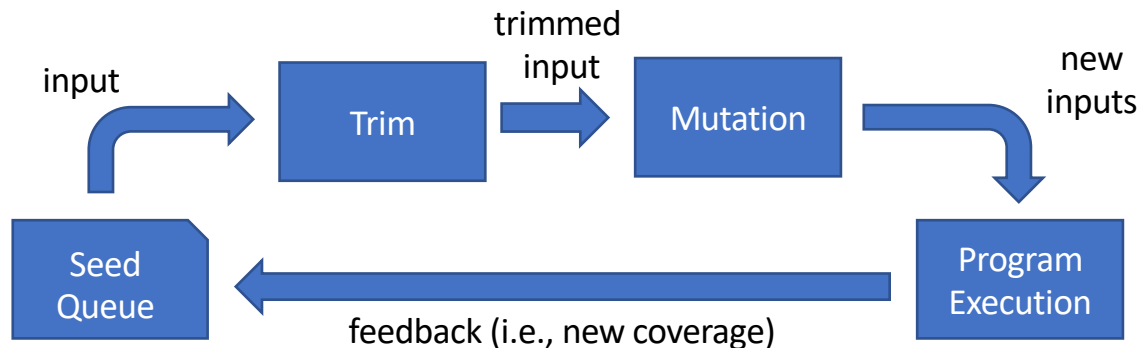 input
Trim
trimmed
input
Mutation
new
inputs
Seed
Queue
Program
Execution
feedback (i.e., new coverage)